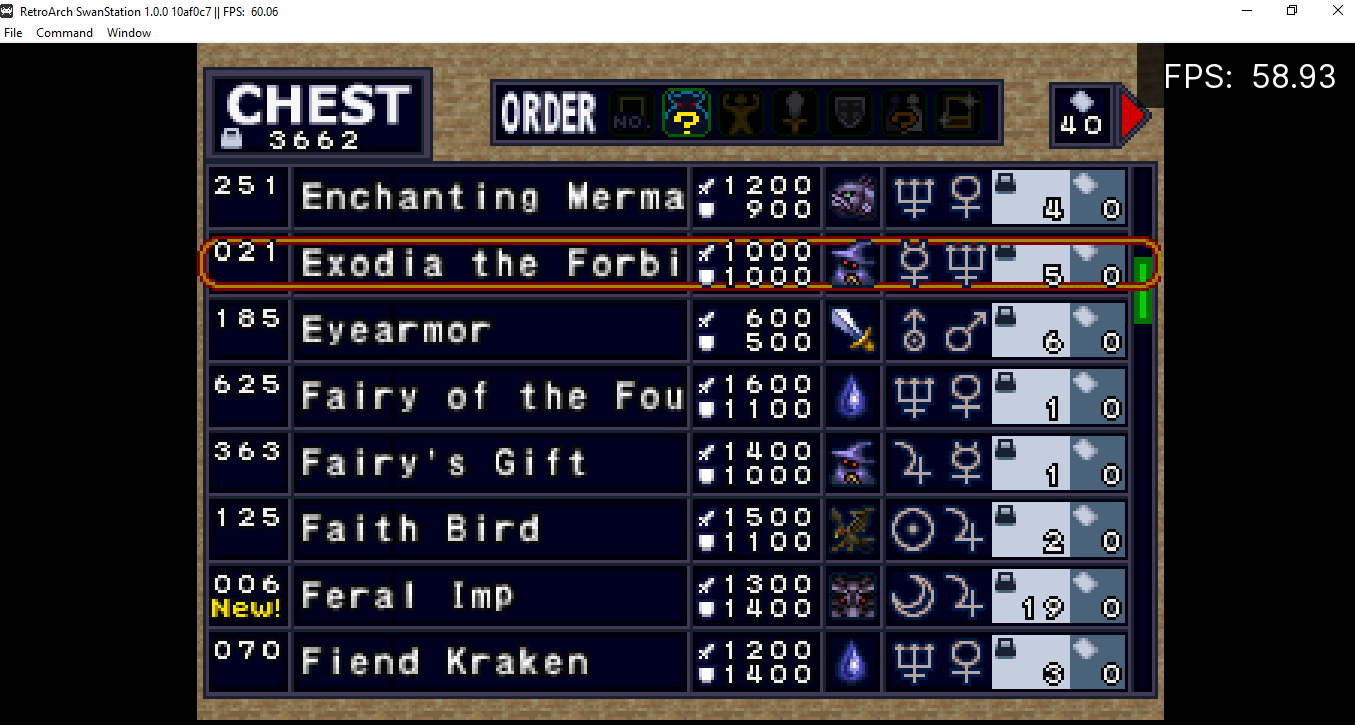 RetroArch SwanStation 1.0.0 10af0c7 || FPS: 60.06
File Command Window
FPS: 58.93
CHEST
3662
ORDER
NO.
?
?
40
251 Enchanting Merma 1200 900 4 0
021 Exodia the Forbi 1000 1000 5 0
185 Eyearmor 600 500 6 0
625 Fairy of the Fou 1600 1100 1 0
363 Fairy's Gift 1400 1000 1 0
125 Faith Bird 1500 1100 2 0
006 New! Feral Imp 1300 1400 19 0
070 Fiend Kraken 1200 1400 3 0